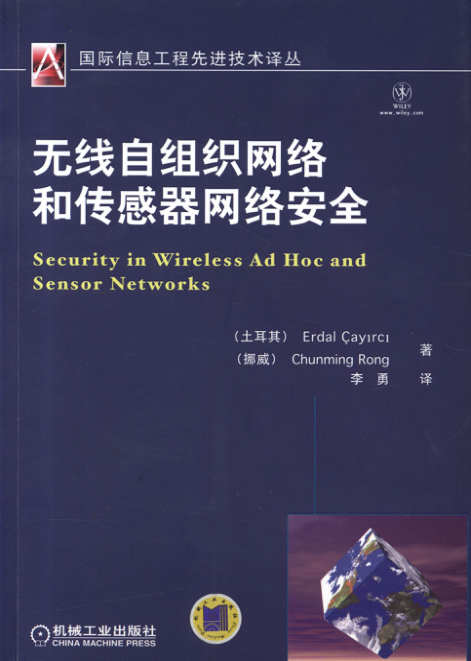 国际信息工程先进技术译丛
WILEY
www.wiley.com
无线自组织网络
和传感器网络安全
Security in Wireless Ad Hoc and
Sensor Networks
（土耳其） Erdal Çayırcı
（挪威） Chunming Rong 著
李 勇 译
机械工业出版社
CHINA MACHINE PRESS